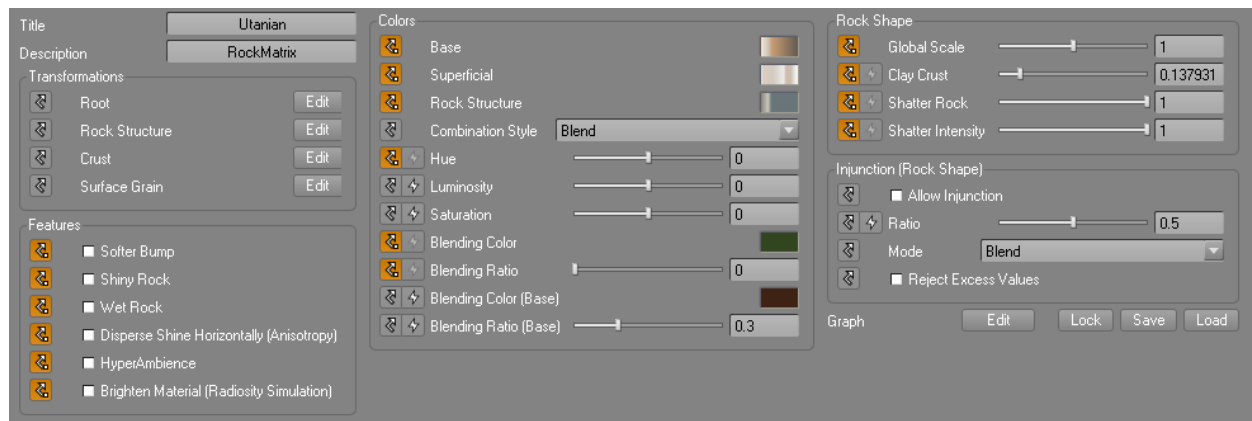 Title Utanian
Description RockMatrix
Transformations
Root Edit
Rock Structure Edit
Crust Edit
Surface Grain Edit
Features
Softer Bump
Shiny Rock
Wet Rock
Disperse Shine Horizontally (Anisotropy)
HyperAmbience
Brighten Material (Radiosity Simulation)
Colors
Base
Superficial
Rock Structure
Combination Style Blend
Hue 0
Luminosity 0
Saturation 0
Blending Color
Blending Ratio 0
Blending Color (Base)
Blending Ratio (Base) 0.3
Rock Shape
Global Scale 1
Clay Crust 0.137931
Shatter Rock 1
Shatter Intensity 1
Injunction (Rock Shape)
Allow Injunction
Ratio 0.5
Mode Blend
Reject Excess Values
Graph Edit Lock Save Load